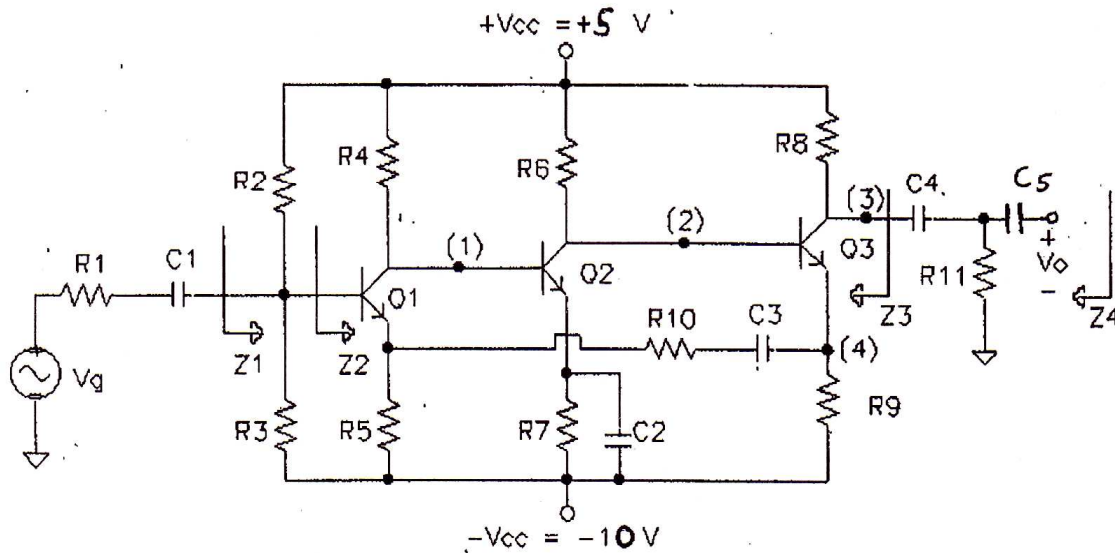 +Vcc = +5 V
R2
R4
R6
R8
(3)
C4
C5
R1
C1
(1)
(2)
Q1
Q2
Q3
R11
+
Vo
-
Vg
Z1
Z2
R10
C3
(4)
Z3
Z4
R3
R5
R7
C2
R9
-Vcc = -10 V